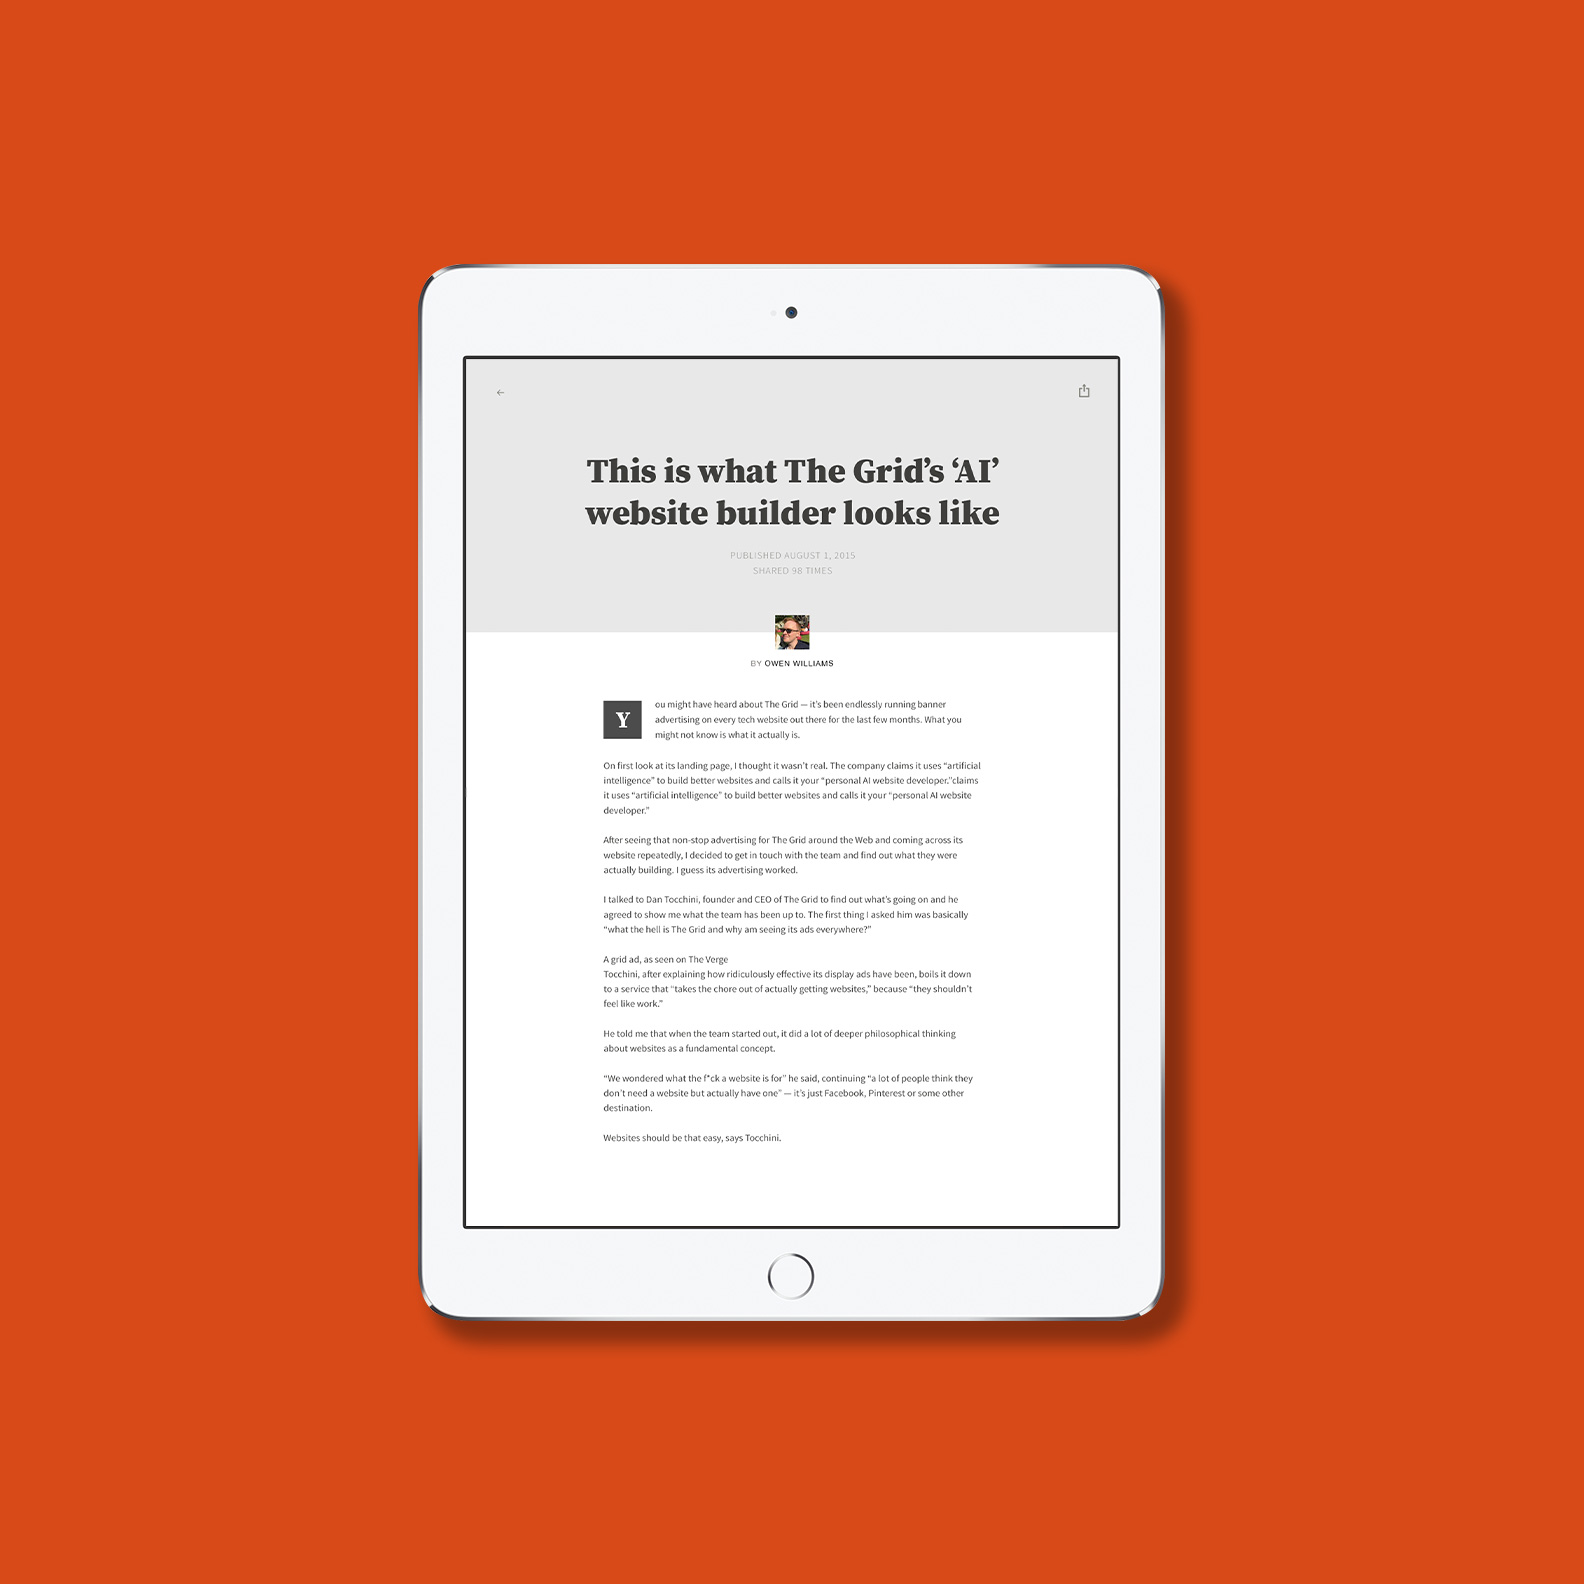 This is what The Grid’s ‘AI’
website builder looks like
PUBLISHED AUGUST 1, 2015
SHARED 98 TIMES
BY OWEN WILLIAMS
You might have heard about The Grid — it’s been endlessly running banner
advertising on every tech website out there for the last few months. What you
might not know is what it actually is.
On first look at its landing page, I thought it wasn’t real. The company claims it uses “artificial
intelligence” to build better websites and calls it your “personal AI website developer.”claims
it uses “artificial intelligence” to build better websites and calls it your “personal AI website
developer.”
After seeing that non-stop advertising for The Grid around the Web and coming across its
website repeatedly, I decided to get in touch with the team and find out what they were
actually building. I guess its advertising worked.
I talked to Dan Tocchini, founder and CEO of The Grid to find out what’s going on and he
agreed to show me what the team has been up to. The first thing I asked him was basically
“what the hell is The Grid and why am seeing its ads everywhere?”
A grid ad, as seen on The Verge
Tocchini, after explaining how ridiculously effective its display ads have been, boils it down
to a service that “takes the chore out of actually getting websites,” because “they shouldn’t
feel like work.”
He told me that when the team started out, it did a lot of deeper philosophical thinking
about websites as a fundamental concept.
“We wondered what the f*ck a website is for” he said, continuing “a lot of people think they
don’t need a website but actually have one” — it’s just Facebook, Pinterest or some other
destination.
Websites should be that easy, says Tocchini.